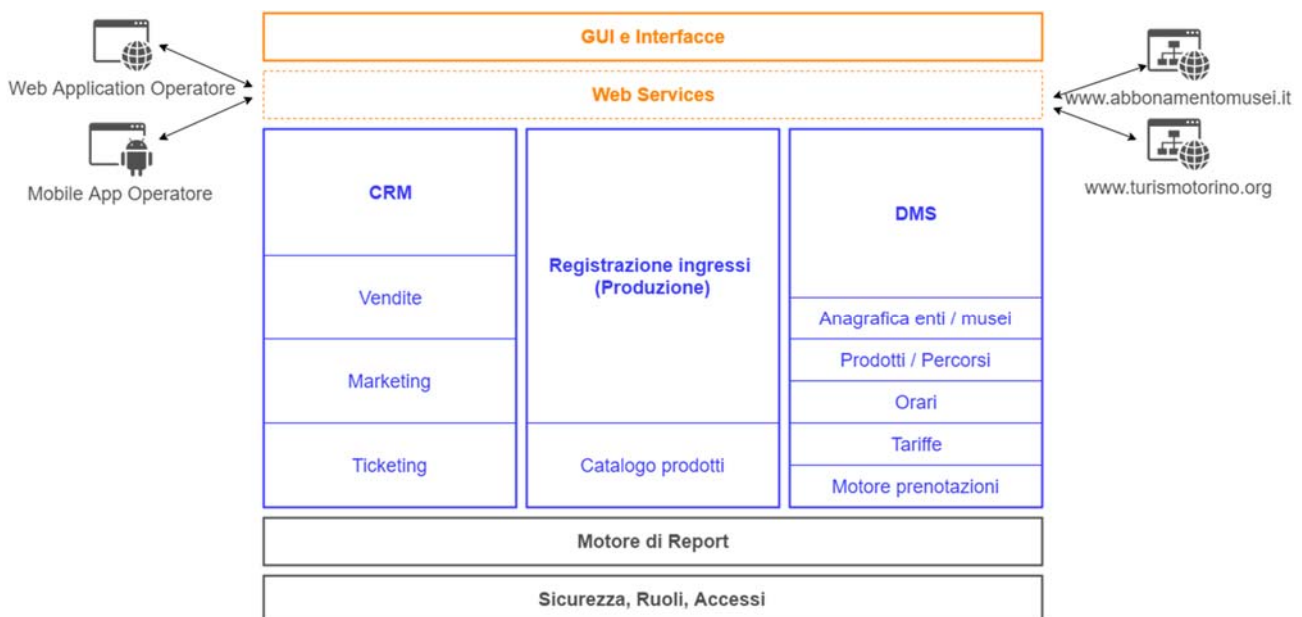 GUI e Interfacce
Web Services
Web Application Operatore
Mobile App Operatore
www.abbonamentomusei.it
www.turismotorino.org
CRM
Vendite
Marketing
Ticketing
Registrazione ingressi
(Produzione)
Catalogo prodotti
DMS
Anagrafica enti / musei
Prodotti / Percorsi
Orari
Tariffe
Motore prenotazioni
Motore di Report
Sicurezza, Ruoli, Accessi